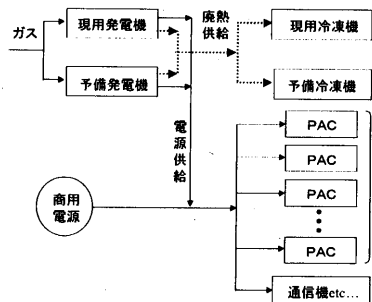 ガス
現用発電機
予備発電機
廃熱
供給
現用冷凍機
予備冷凍機
電源供給
商用
電源
PAC
PAC
PAC
PAC
通信機etc…